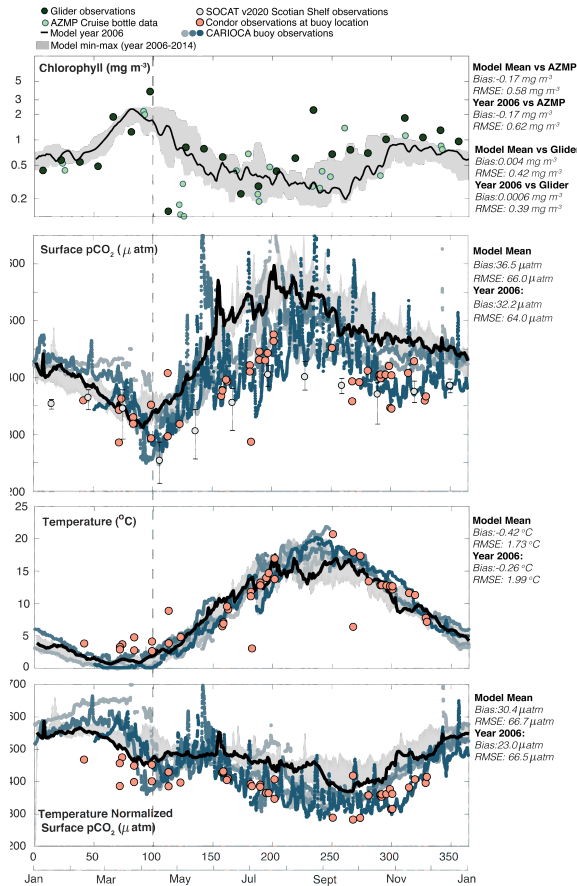 Glider observations
AZMP Cruise bottle data
Model year 2006
Model min-max (year 2006-2014)
SOCAT v2020 Scotian Shelf observations
Condor observations at buoy location
CARIOCA buoy observations
Chlorophyll (mg m⁻³)
5
3
2
1
0.5
0.2
Model Mean vs AZMP
Bias:-0.17 mg m⁻³
RMSE: 0.58 mg m⁻³
Year 2006 vs AZMP
Bias:-0.17 mg m⁻³
RMSE: 0.62 mg m⁻³
Model Mean vs Glider
Bias:0.004 mg m⁻³
RMSE: 0.42 mg m⁻³
Year 2006 vs Glider
Bias:0.0006 mg m⁻³
RMSE: 0.39 mg m⁻³
Surface pCO₂ (μ atm)
600
500
400
300
200
Model Mean
Bias:36.5 μatm
RMSE: 66.0 μatm
Year 2006:
Bias:32.2 μatm
RMSE: 64.0 μatm
Temperature (°C)
25
20
15
10
5
0
Model Mean
Bias:-0.42 °C
RMSE: 1.73 °C
Year 2006:
Bias:-0.26 °C
RMSE: 1.99 °C
700
600
500
400
300
200
Temperature Normalized
Surface pCO₂ (μ atm)
Model Mean
Bias:30.4 μatm
RMSE: 66.7 μatm
Year 2006:
Bias:23.0 μatm
RMSE: 66.5 μatm
0 50 100 150 200 250 300 350
Jan Mar May July Sept Nov Jan